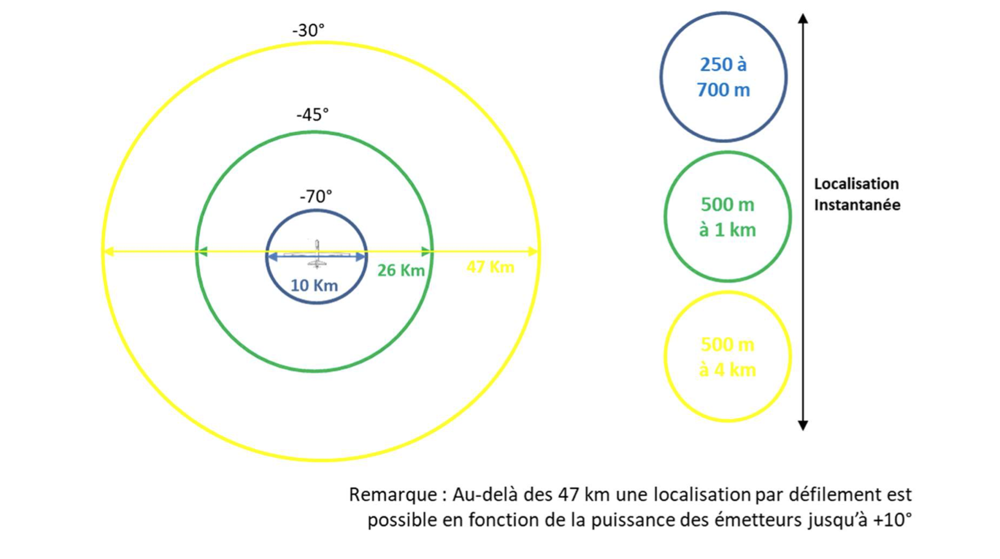 -30°
-45°
-70°
10 Km
26 Km
47 Km
250 à
700 m
500 m
à 1 km
500 m
à 4 km
Localisation
Instantanée
Remarque : Au-delà des 47 km une localisation par défilement est
possible en fonction de la puissance des émetteurs jusqu’à +10°